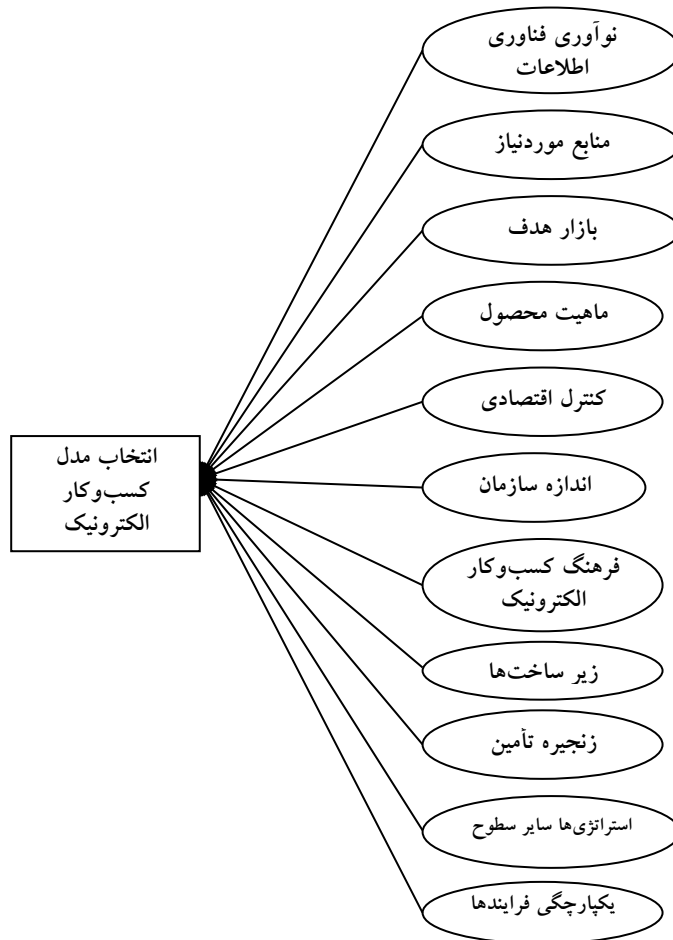 نوآوری فناوری
اطلاعات
منابع موردنیاز
بازار هدف
ماهیت محصول
کنترل اقتصادی
انتخاب مدل
کسب‌وکار
الکترونیک
اندازه سازمان
فرهنگ کسب‌وکار
الکترونیک
زیر ساخت‌ها
زنجیره تأمین
استراتژی‌ها سایر سطوح
یکپارچگی فرایندها